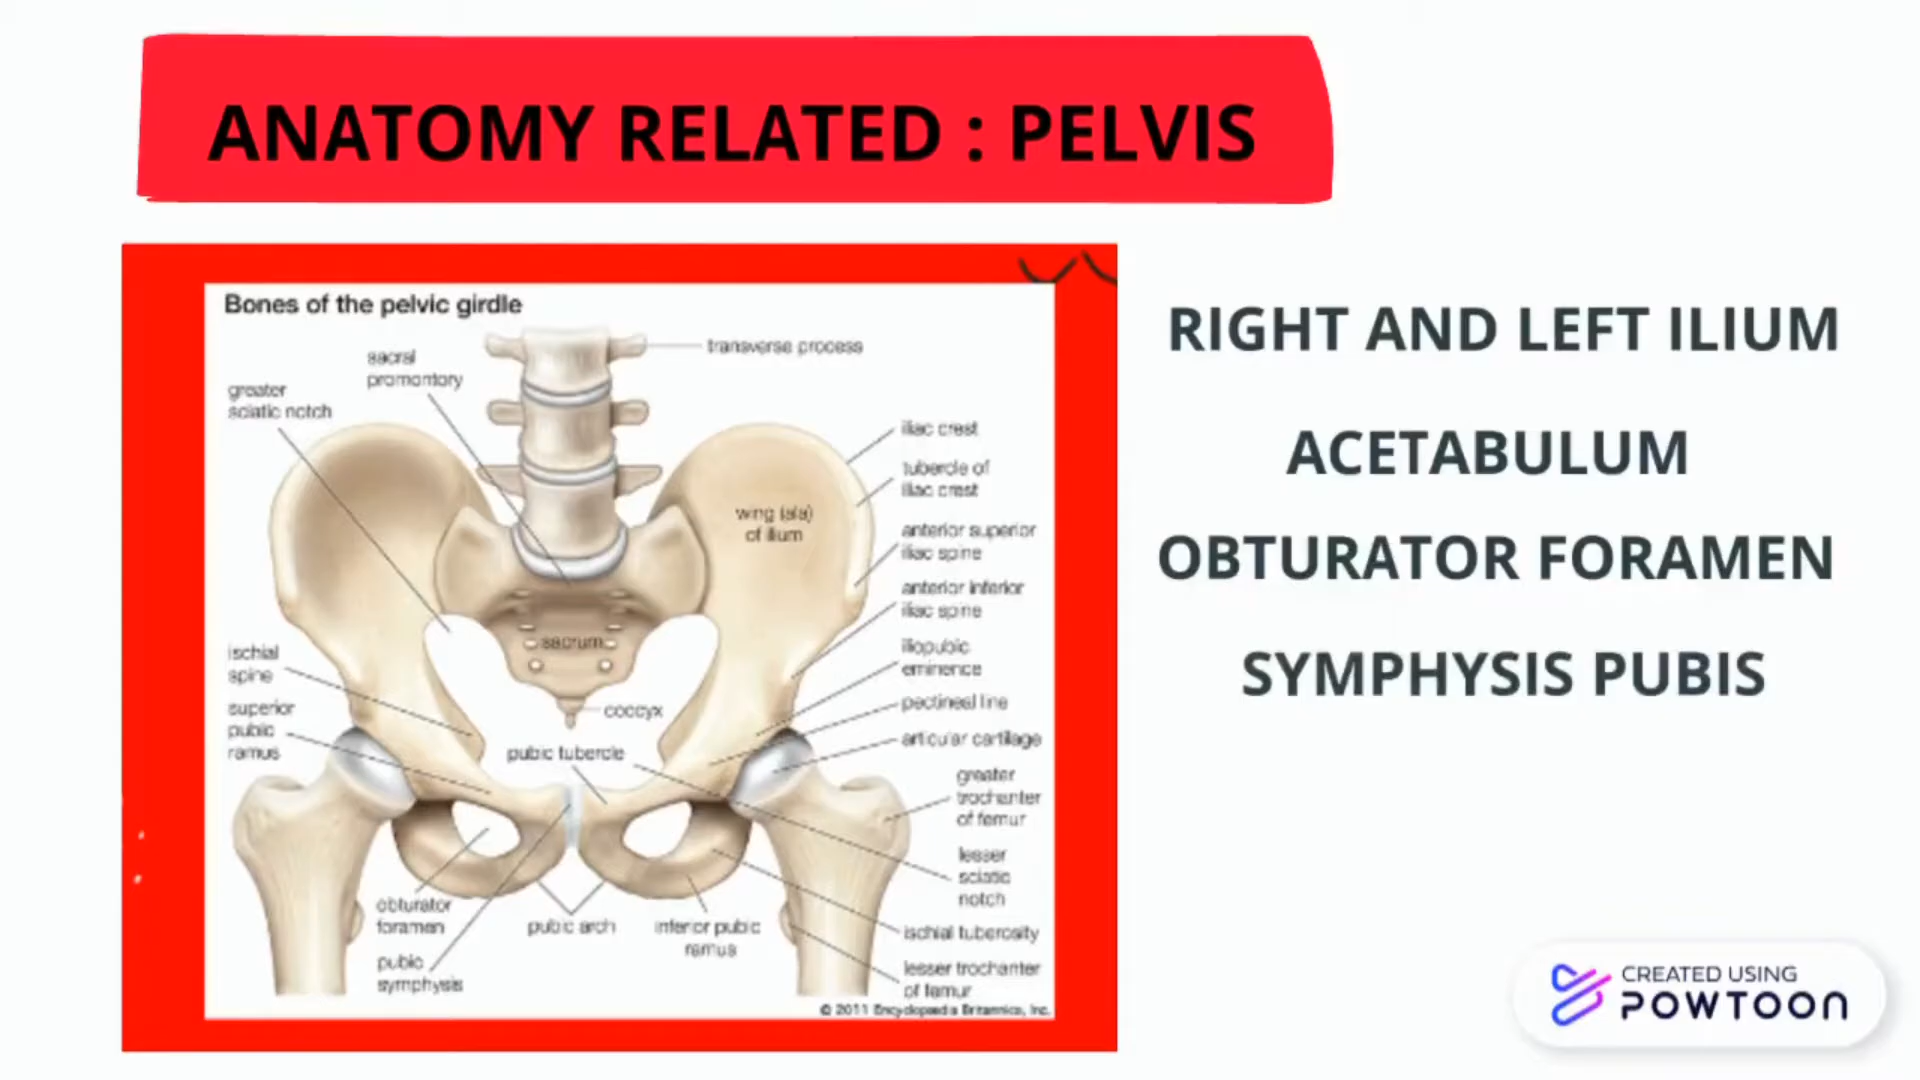 ANATOMY RELATED : PELVIS
Bones of the pelvic girdle
transverse process
sacral
promontory
greater
sciatic notch
iliac crest
tubercle of
iliac crest
wing (ala)
of ilium
anterior superior
iliac spine
anterior inferior
iliac spine
sacrum
iliopubic
eminence
ischial
spine
pectineal line
superior
pubic
ramus
coccyx
articular cartilage
pubic tubercle
greater
trochanter
of femur
lesser
sciatic
notch
obturator
foramen
pubic arch
inferior pubic
ramus
ischial tuberosity
pubic
symphysis
lesser trochanter
of femur
© 2011 Encyclopædia Britannica, Inc.
RIGHT AND LEFT ILIUM
ACETABULUM
OBTURATOR FORAMEN
SYMPHYSIS PUBIS
CREATED USING
POWTOON